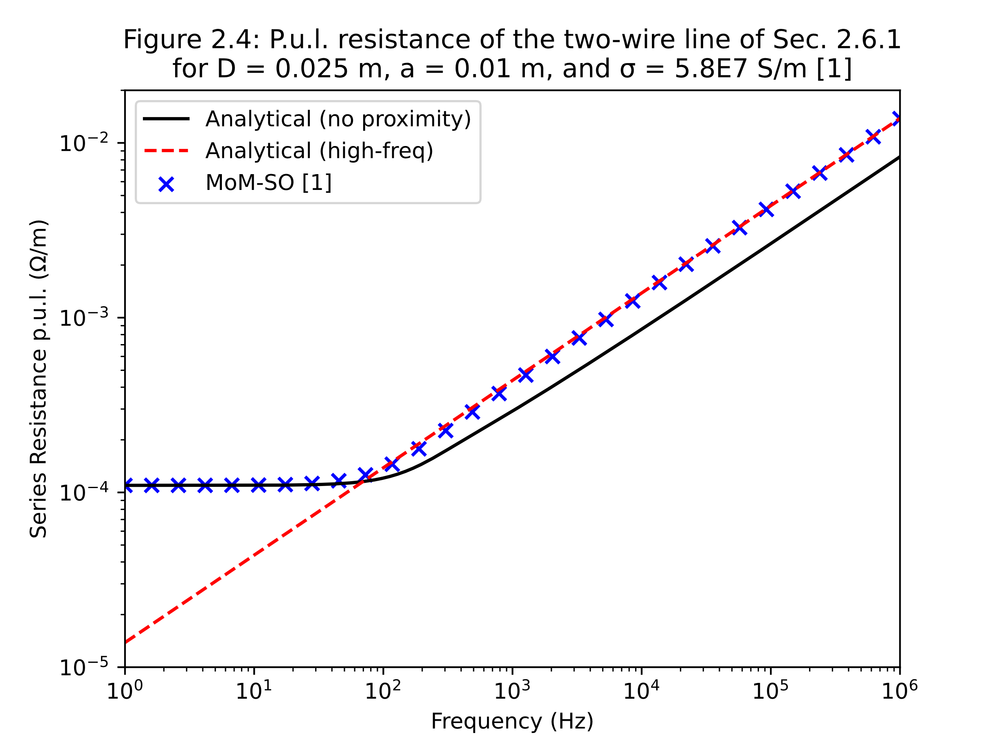 Figure 2.4: P.u.l. resistance of the two-wire line of Sec. 2.6.1
for D = 0.025 m, a = 0.01 m, and σ = 5.8E7 S/m [1]
Analytical (no proximity)
Analytical (high-freq)
MoM-SO [1]
Series Resistance p.u.l. (Ω/m)
10⁻²
10⁻³
10⁻⁴
10⁻⁵
10⁰ 10¹ 10² 10³ 10⁴ 10⁵ 10⁶
Frequency (Hz)